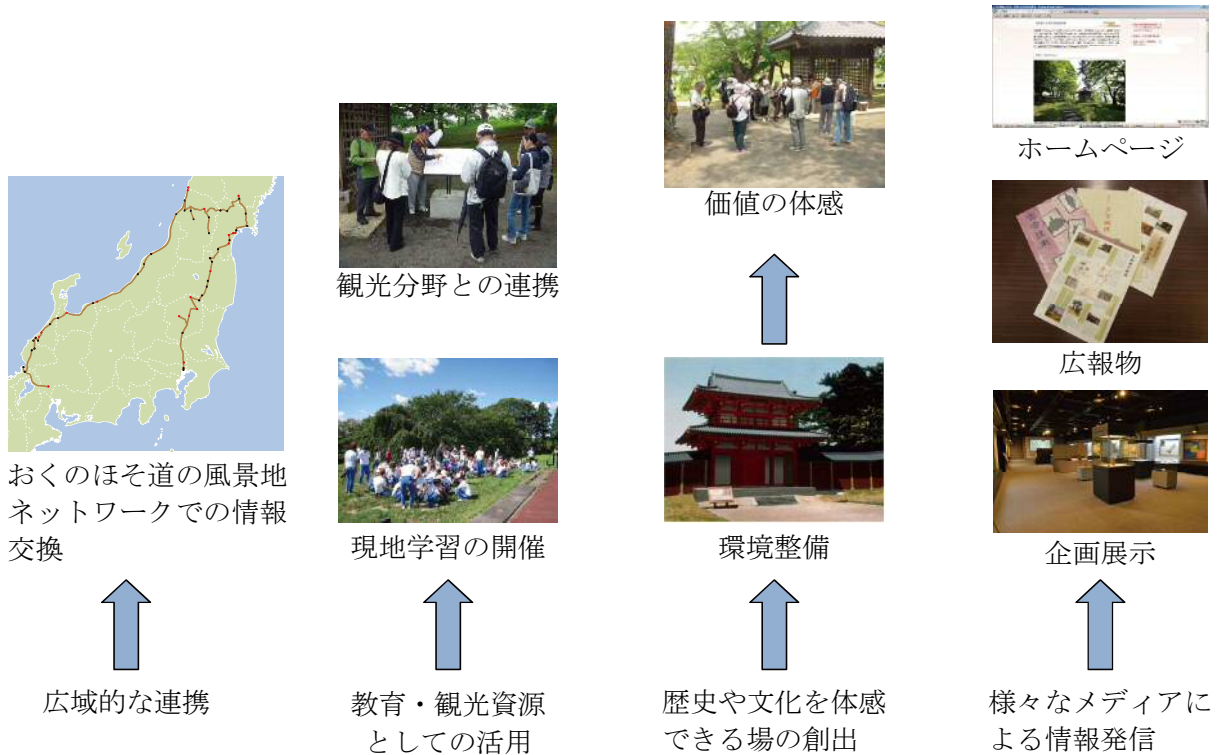 ホームページ
価値の体感
観光分野との連携
広報物
おくのほそ道の風景地
ネットワークでの情報
交換
現地学習の開催
環境整備
企画展示
広域的な連携
教育・観光資源
としての活用
歴史や文化を体感
できる場の創出
様々なメディアに
よる情報発信